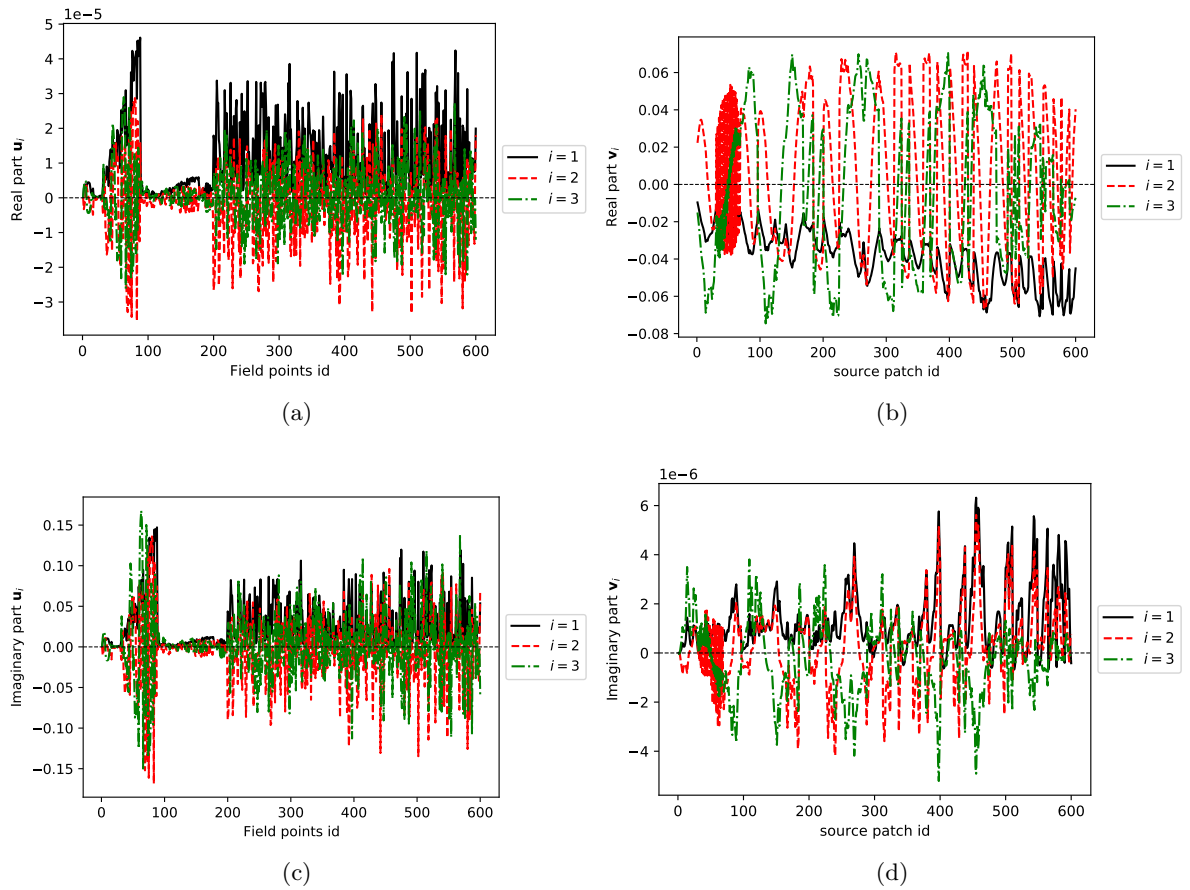 1e−5
Real part u_i
5
4
3
2
1
0
−1
−2
−3
0 100 200 300 400 500 600
Field points id
i = 1
i = 2
i = 3
(a)
Real part v_i
0.06
0.04
0.02
0.00
−0.02
−0.04
−0.06
−0.08
0 100 200 300 400 500 600
source patch id
i = 1
i = 2
i = 3
(b)
Imaginary part u_i
0.15
0.10
0.05
0.00
−0.05
−0.10
−0.15
0 100 200 300 400 500 600
Field points id
i = 1
i = 2
i = 3
(c)
1e−6
Imaginary part v_i
6
4
2
0
−2
−4
0 100 200 300 400 500 600
source patch id
i = 1
i = 2
i = 3
(d)